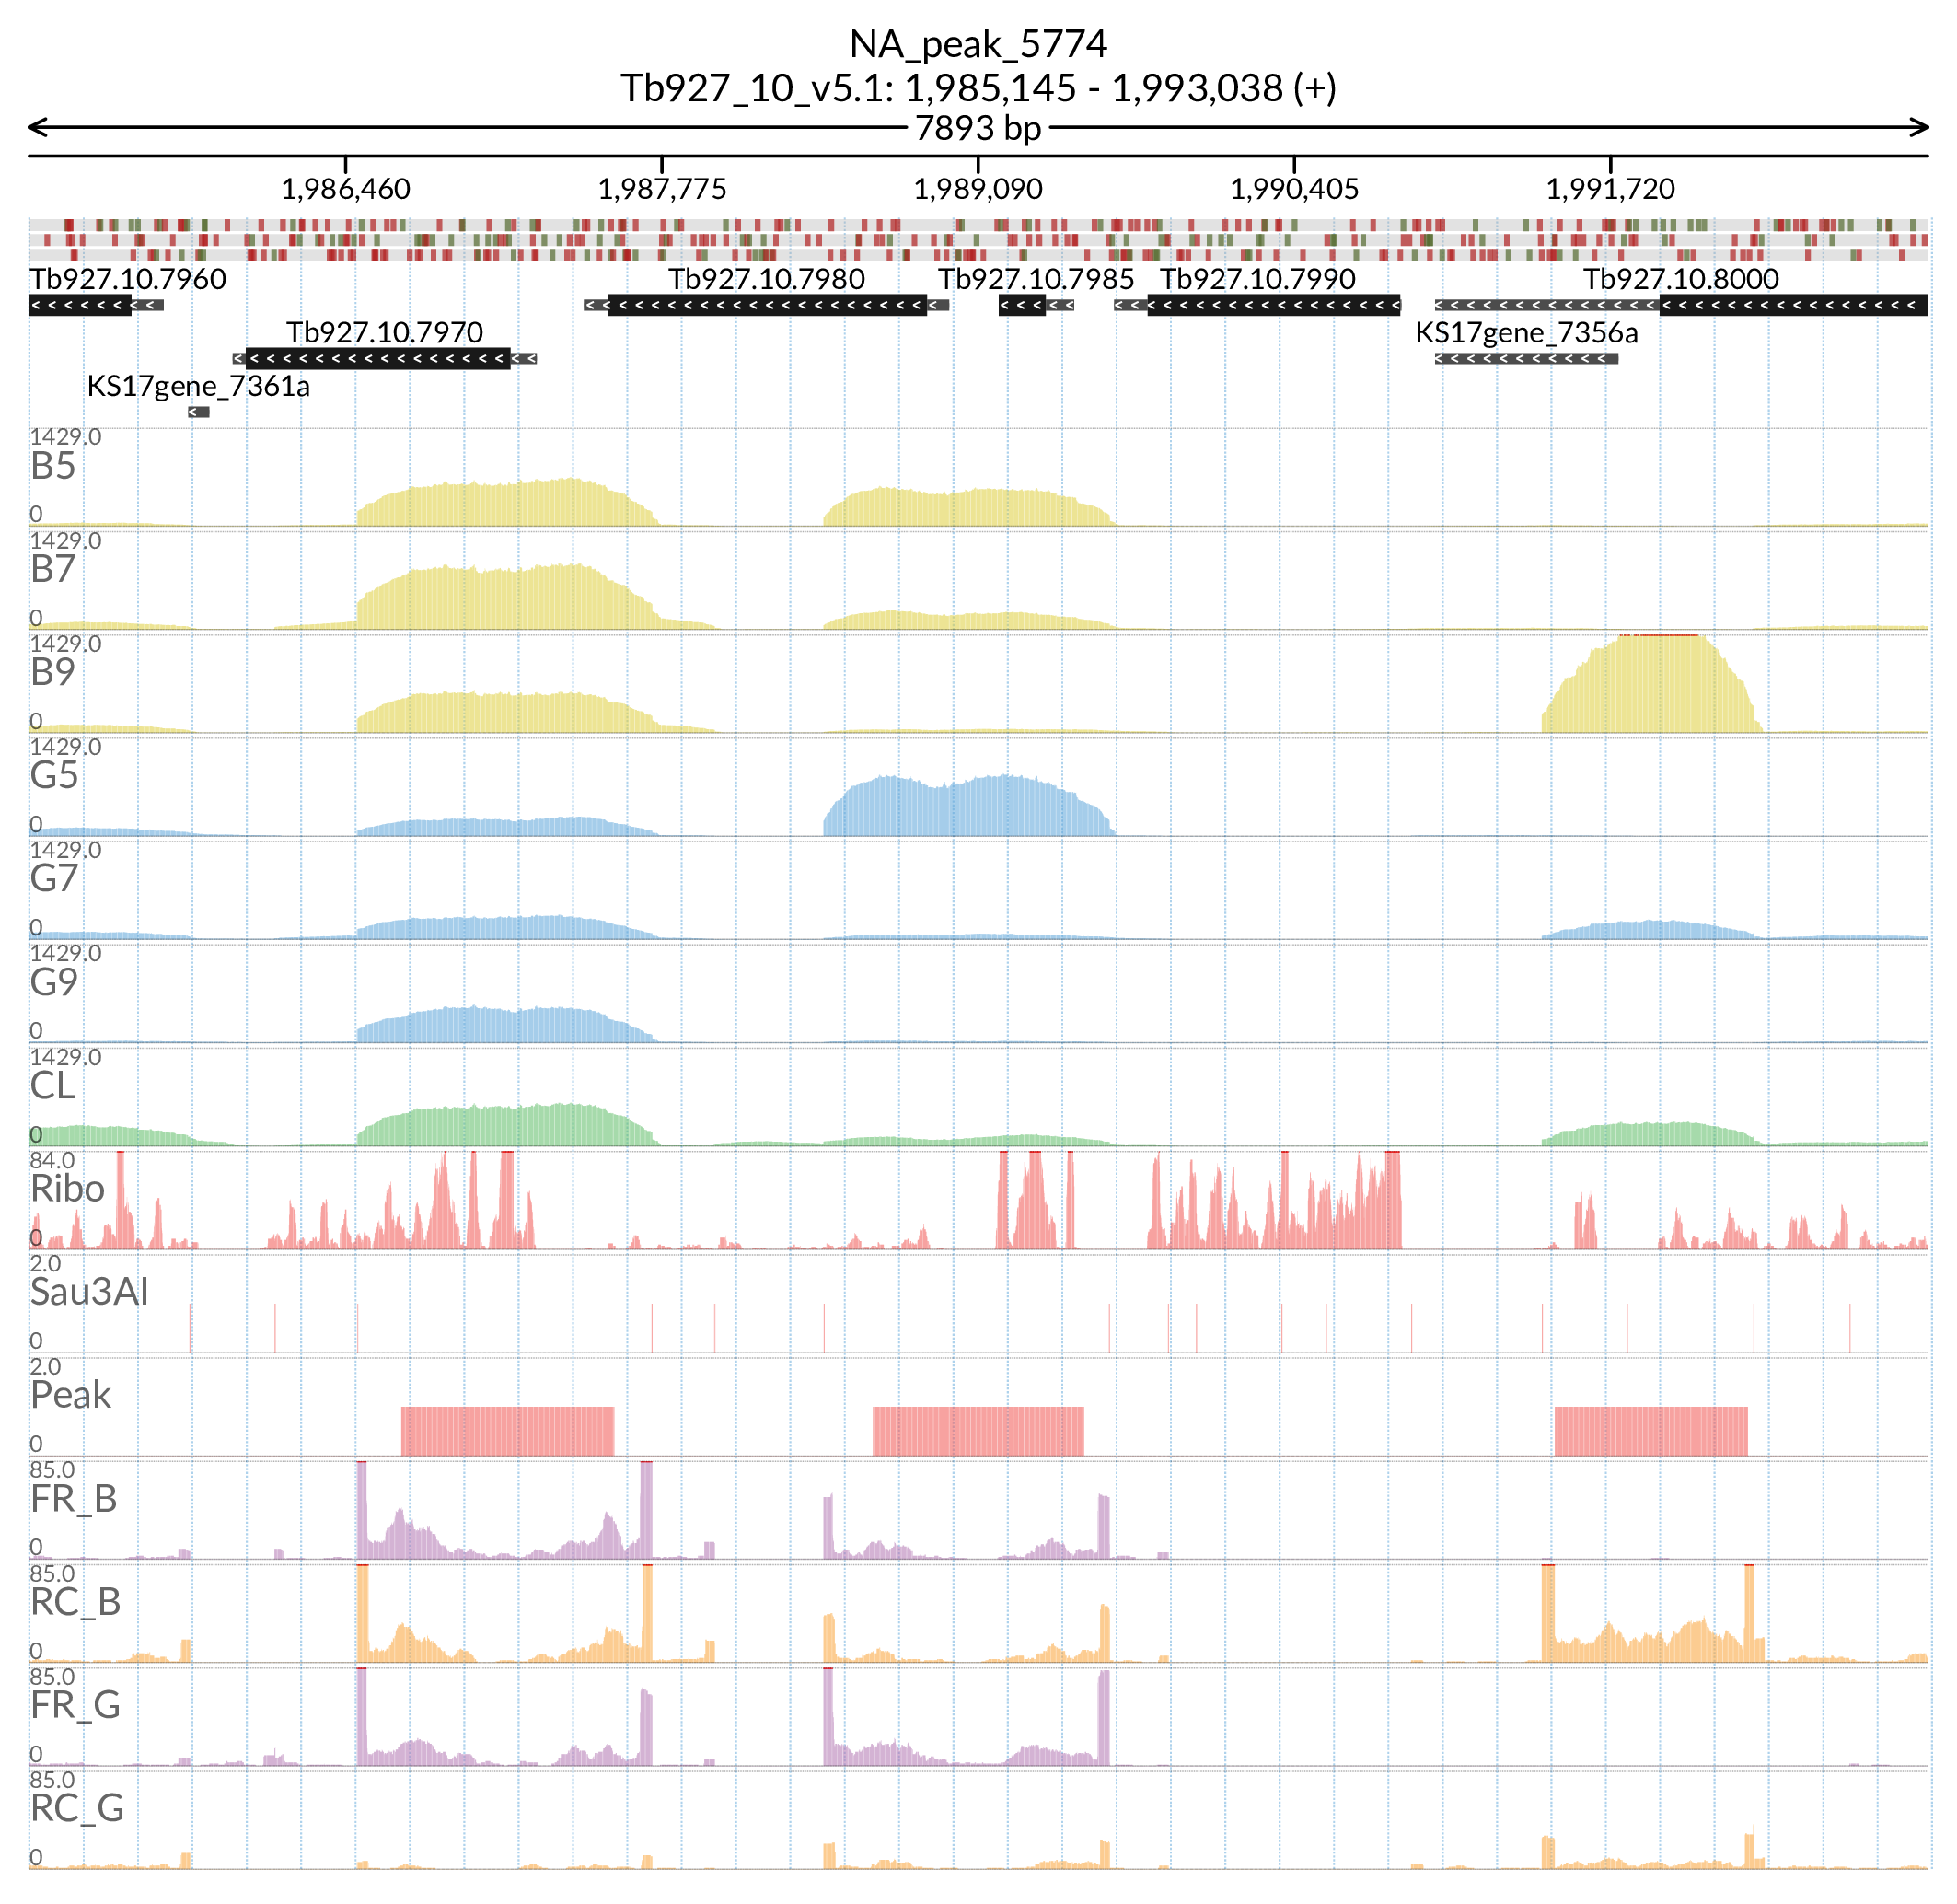 NA_peak_5774
Tb927_10_v5.1: 1,985,145 - 1,993,038 (+)
7893 bp
1,986,460 1,987,775 1,989,090 1,990,405 1,991,720
Tb927.10.7960 Tb927.10.7980 Tb927.10.7985 Tb927.10.7990 Tb927.10.8000
Tb927.10.7970 KS17gene_7356a
KS17gene_7361a
1429.0
B5
0
1429.0
B7
0
1429.0
B9
0
1429.0
G5
0
1429.0
G7
0
1429.0
G9
0
1429.0
CL
0
84.0
Ribo
0
2.0
Sau3AI
0
2.0
Peak
0
85.0
FR_B
0
85.0
RC_B
0
85.0
FR_G
0
85.0
RC_G
0